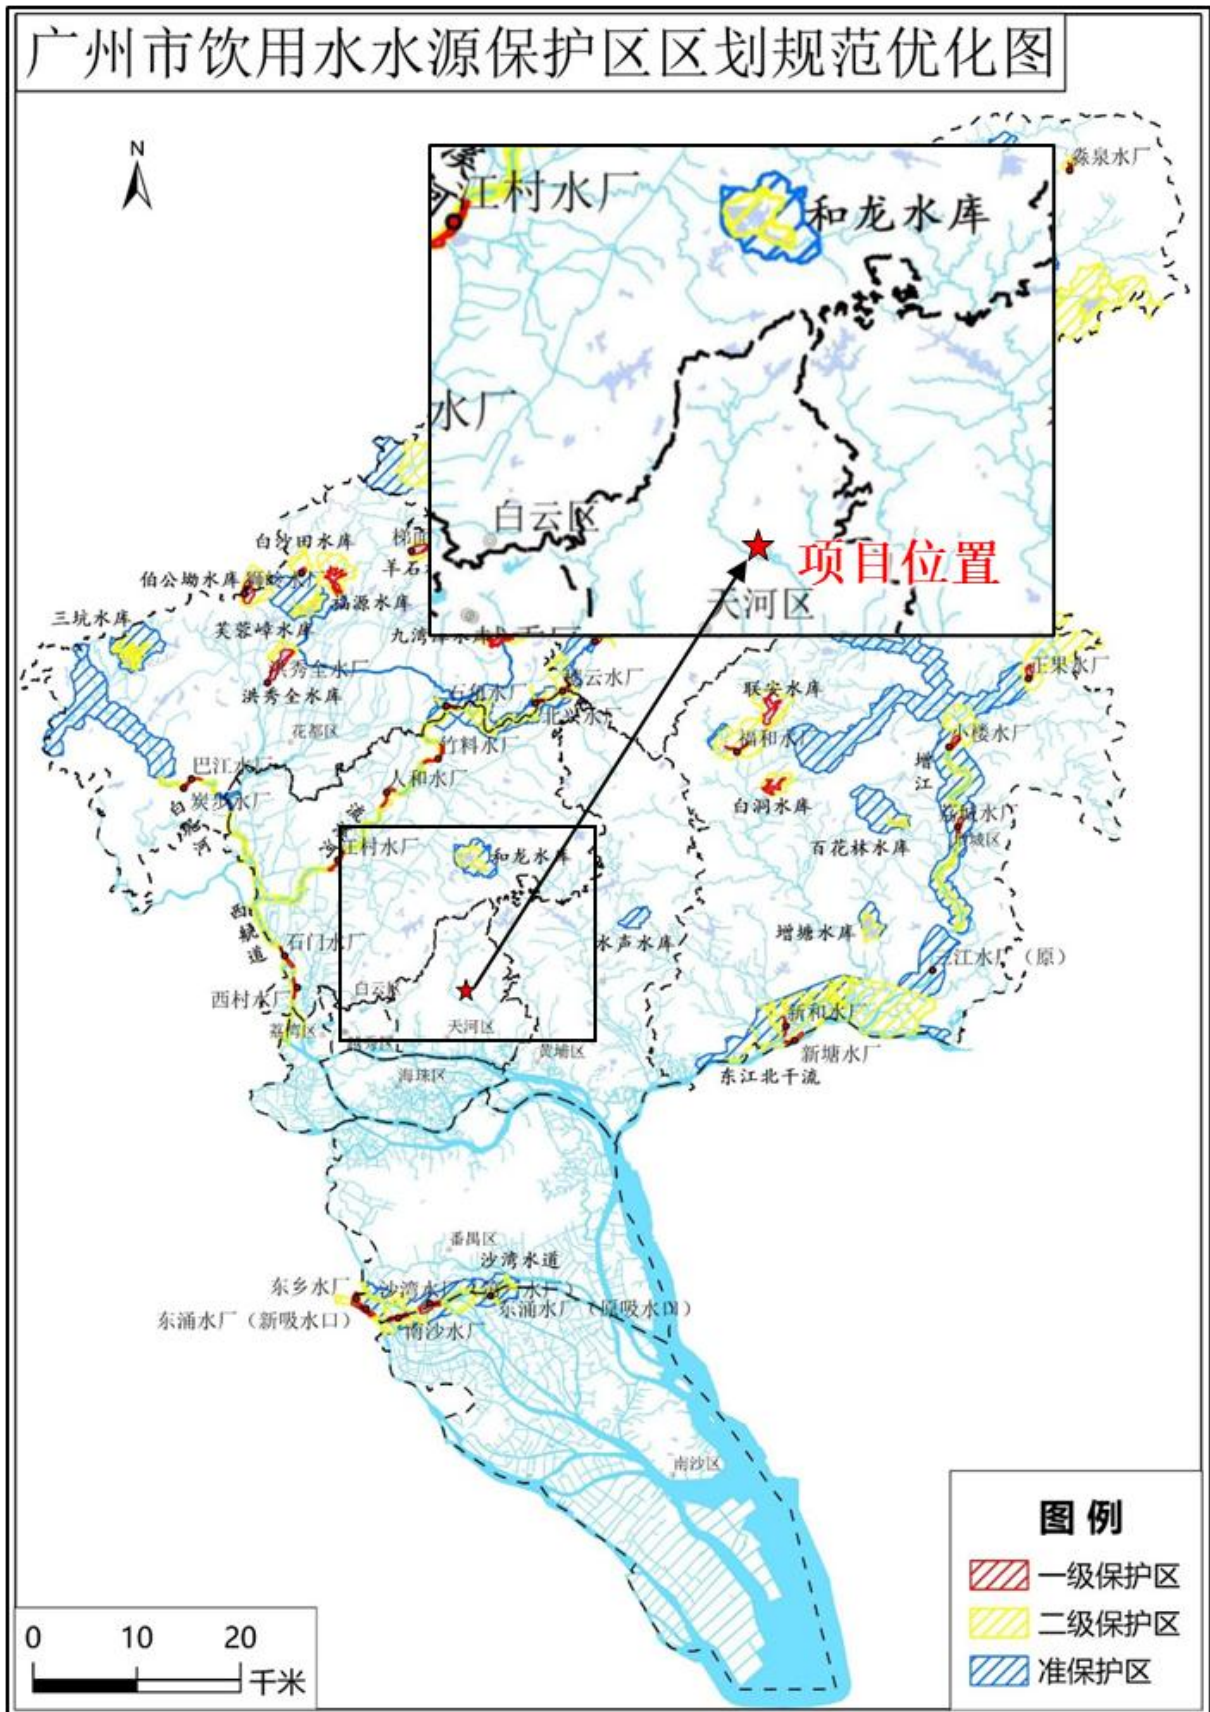 广州市饮用水水源保护区区划规范优化图
N
淼泉水厂
江村水厂
和龙水库
水厂
白云区
项目位置
天河区
白沙田水库
伯公坳水库
福源水库
三坑水库
芙蓉嶂水库
洪秀全水厂
洪秀全水库
石角水厂
北兴水厂
联安水库
正果水厂
花都区
竹料水厂
福和水厂
小楼水厂
巴江水厂
人和水厂
增江
炭步水厂
白洞水库
荔城水厂
江村水厂
和龙水库
百花林水库
西航道
石门水厂
水声水库
增塘水库
三江水厂（原）
西村水厂
白云区
荔湾区
天河区
新和水厂
黄埔区
新塘水厂
海珠区
东江北干流
番禺区
沙湾水道
东乡水厂
沙湾水厂
东涌水厂（原吸水口）
东涌水厂（新吸水口）
南沙水厂
南沙区
图例
一级保护区
二级保护区
准保护区
0 10 20
千米